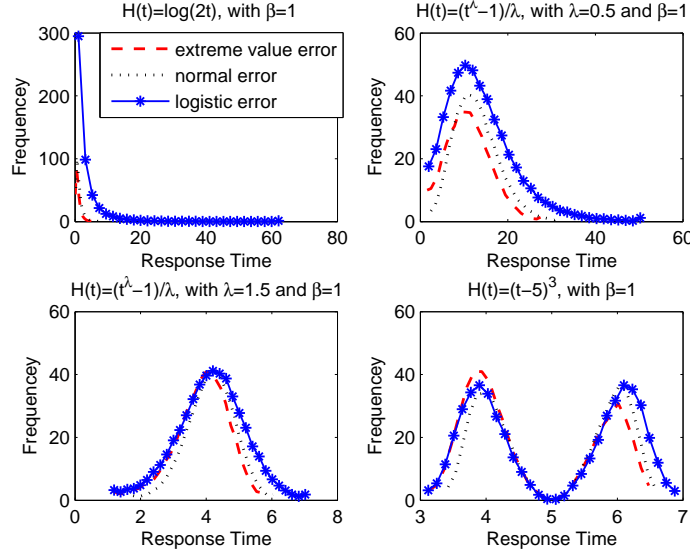 H(t)=log(2t), with β=1
300
200
100
0
0 20 40 60 80
Frequencey
Response Time
extreme value error
normal error
logistic error
H(t)=(t^λ−1)/λ, with λ=0.5 and β=1
60
40
20
0
0 20 40 60
Frequencey
Response Time
H(t)=(t^λ−1)/λ, with λ=1.5 and β=1
60
40
20
0
0 2 4 6 8
Frequencey
Response Time
H(t)=(t−5)^3, with β=1
60
40
20
0
3 4 5 6 7
Frequencey
Response Time